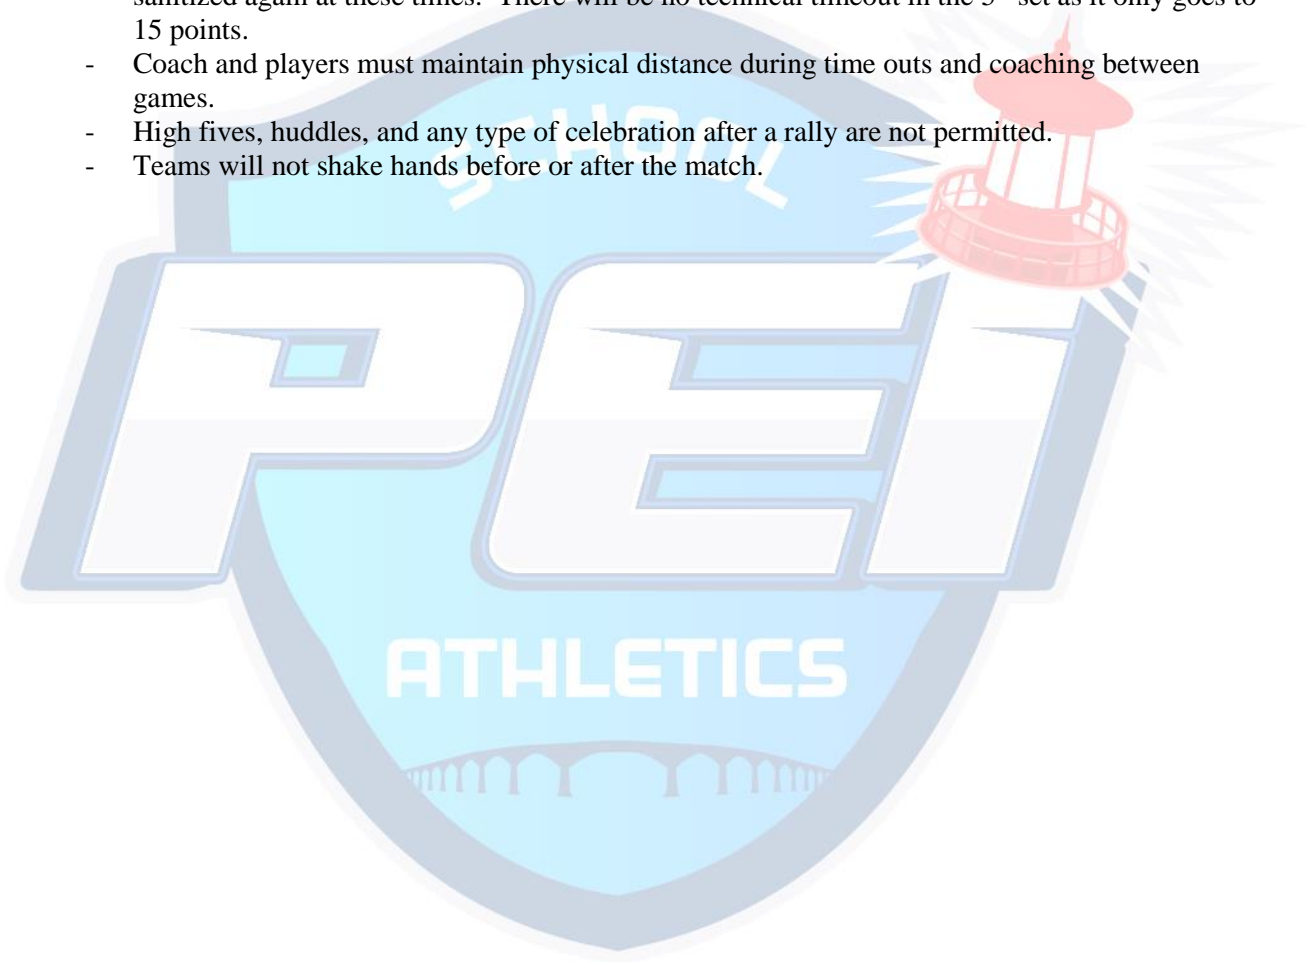 sanitized again at these times. There will be no technical timeout in the set as it only goes to
15 points.
- Coach and players must maintain physical distance during time outs and coaching between
games.
- High fives, huddles, and any type of celebration after a rally are not permitted.
- Teams will not shake hands before or after the match.
SCHOOL
PEI
ATHLETICS